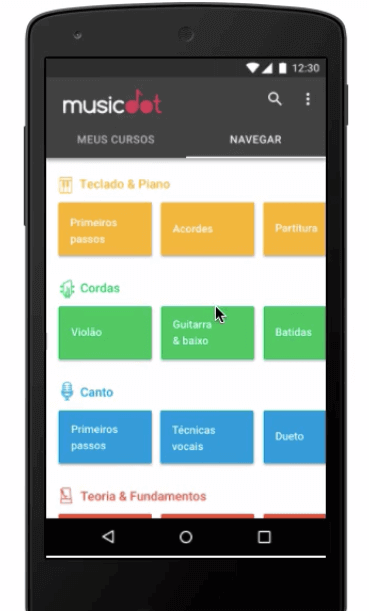 12:30
musicdot
MEUS CURSOS NAVEGAR
Teclado & Piano
Primeiros
passos
Acordes
Partitura
Cordas
Violão
Guitarra
& baixo
Batidas
Canto
Primeiros
passos
Técnicas
vocais
Dueto
Teoria & Fundamentos